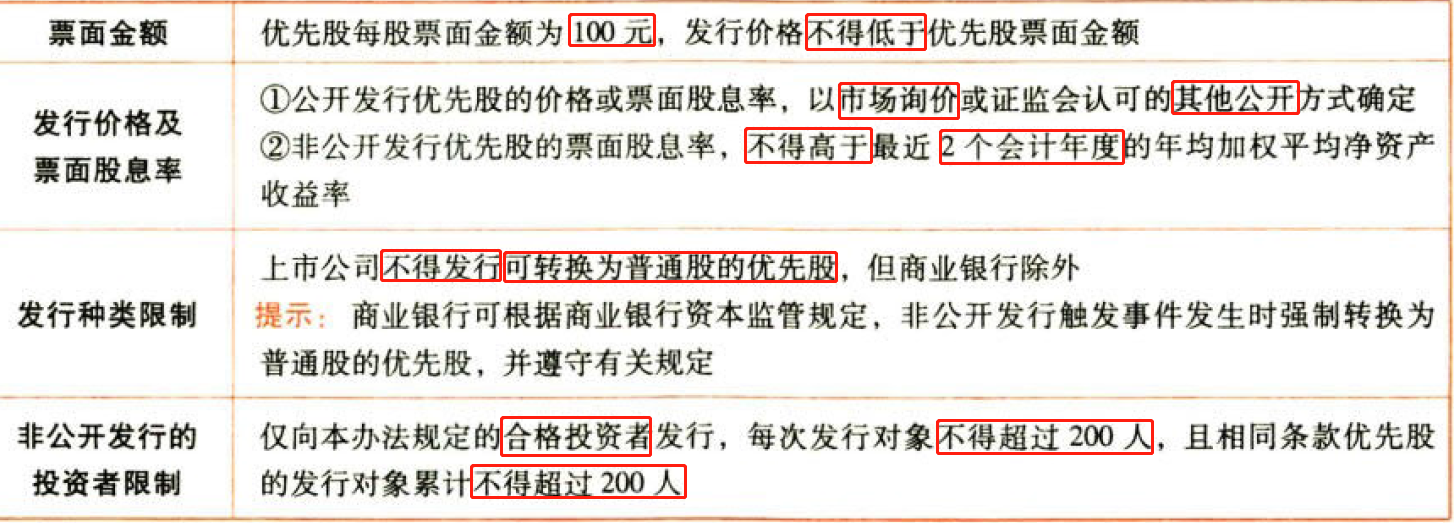 票面金额
优先股每股票面金额为 100 元，发行价格不得低于优先股票面金额
发行价格及
票面股息率
①公开发行优先股的价格或票面股息率，以市场询价或证监会认可的其他公开方式确定
②非公开发行优先股的票面股息率，不得高于最近 2 个会计年度的年均加权平均净资产
收益率
发行种类限制
上市公司不得发行可转换为普通股的优先股，但商业银行除外
提示：商业银行可根据商业银行资本监管规定，非公开发行触发事件发生时强制转换为
普通股的优先股，并遵守有关规定
非公开发行的
投资者限制
仅向本办法规定的合格投资者发行，每次发行对象不得超过 200 人，且相同条款优先股
的发行对象累计不得超过 200 人